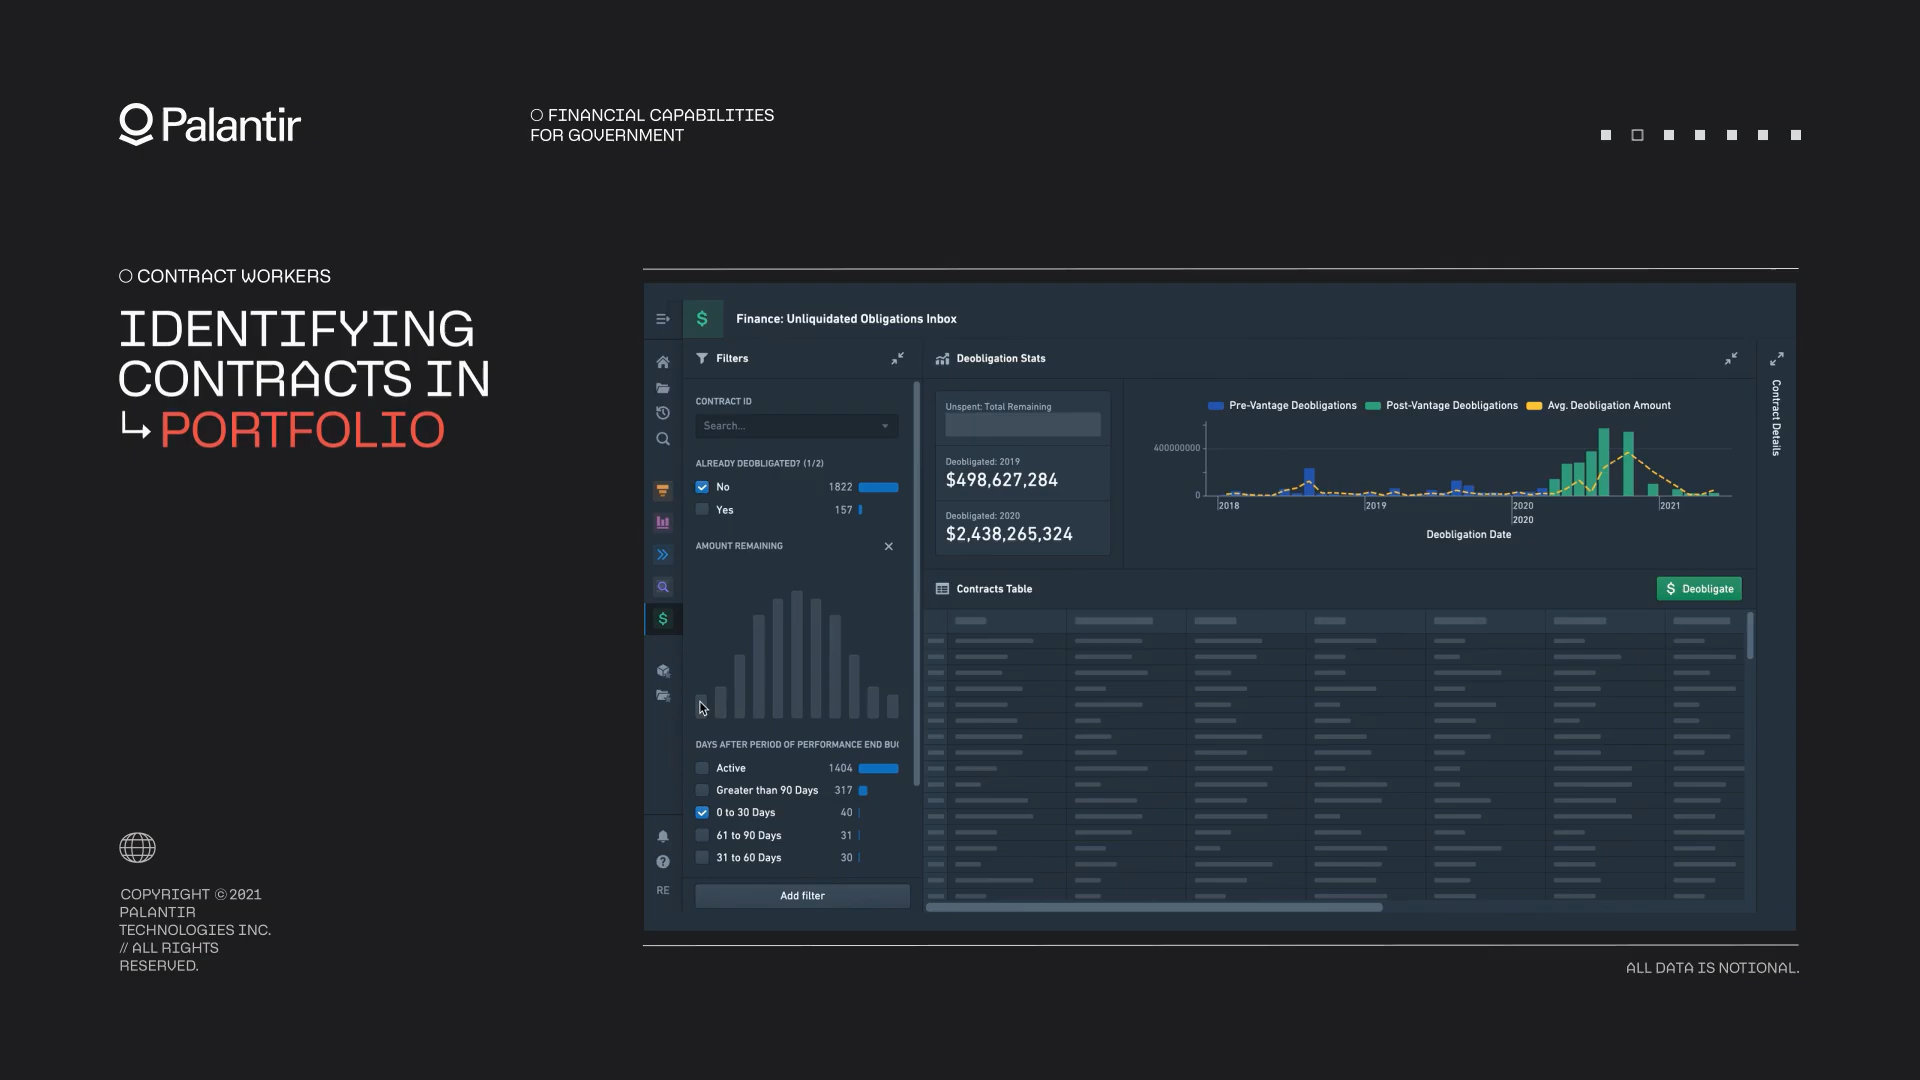 Palantir
FINANCIAL CAPABILITIES
FOR GOVERNMENT
CONTRACT WORKERS
IDENTIFYING
CONTRACTS IN
↳ PORTFOLIO
COPYRIGHT © 2021
PALANTIR
TECHNOLOGIES INC.
// ALL RIGHTS
RESERVED.
$
Finance: Unliquidated Obligations Inbox
Filters
CONTRACT ID
Search...
ALREADY DEOBLIGATED? (1/2)
No 1822
Yes 157
AMOUNT REMAINING
DAYS AFTER PERIOD OF PERFORMANCE END BUC
Active 1404
Greater than 90 Days 317
0 to 30 Days 40
61 to 90 Days 31
31 to 60 Days 30
Add filter
$
?
RE
Deobligation Stats
Unspent: Total Remaining
Deobligated: 2019
$498,627,284
Deobligated: 2020
$2,438,265,324
Pre-Vantage Deobligations Post-Vantage Deobligations Avg. Deobligation Amount
400000000
0
2018 2019 2020 2021
2020
Deobligation Date
Contracts Table
$ Deobligate
Contract Details
ALL DATA IS NOTIONAL.